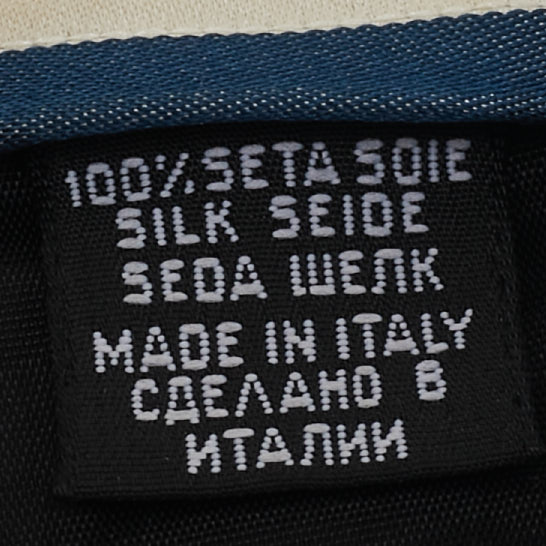 100% SETA SOIE
SILK SEIDE
SEDA ШЕЛК
MADE IN ITALY
СДЕЛАНО В
ИТАЛИИ